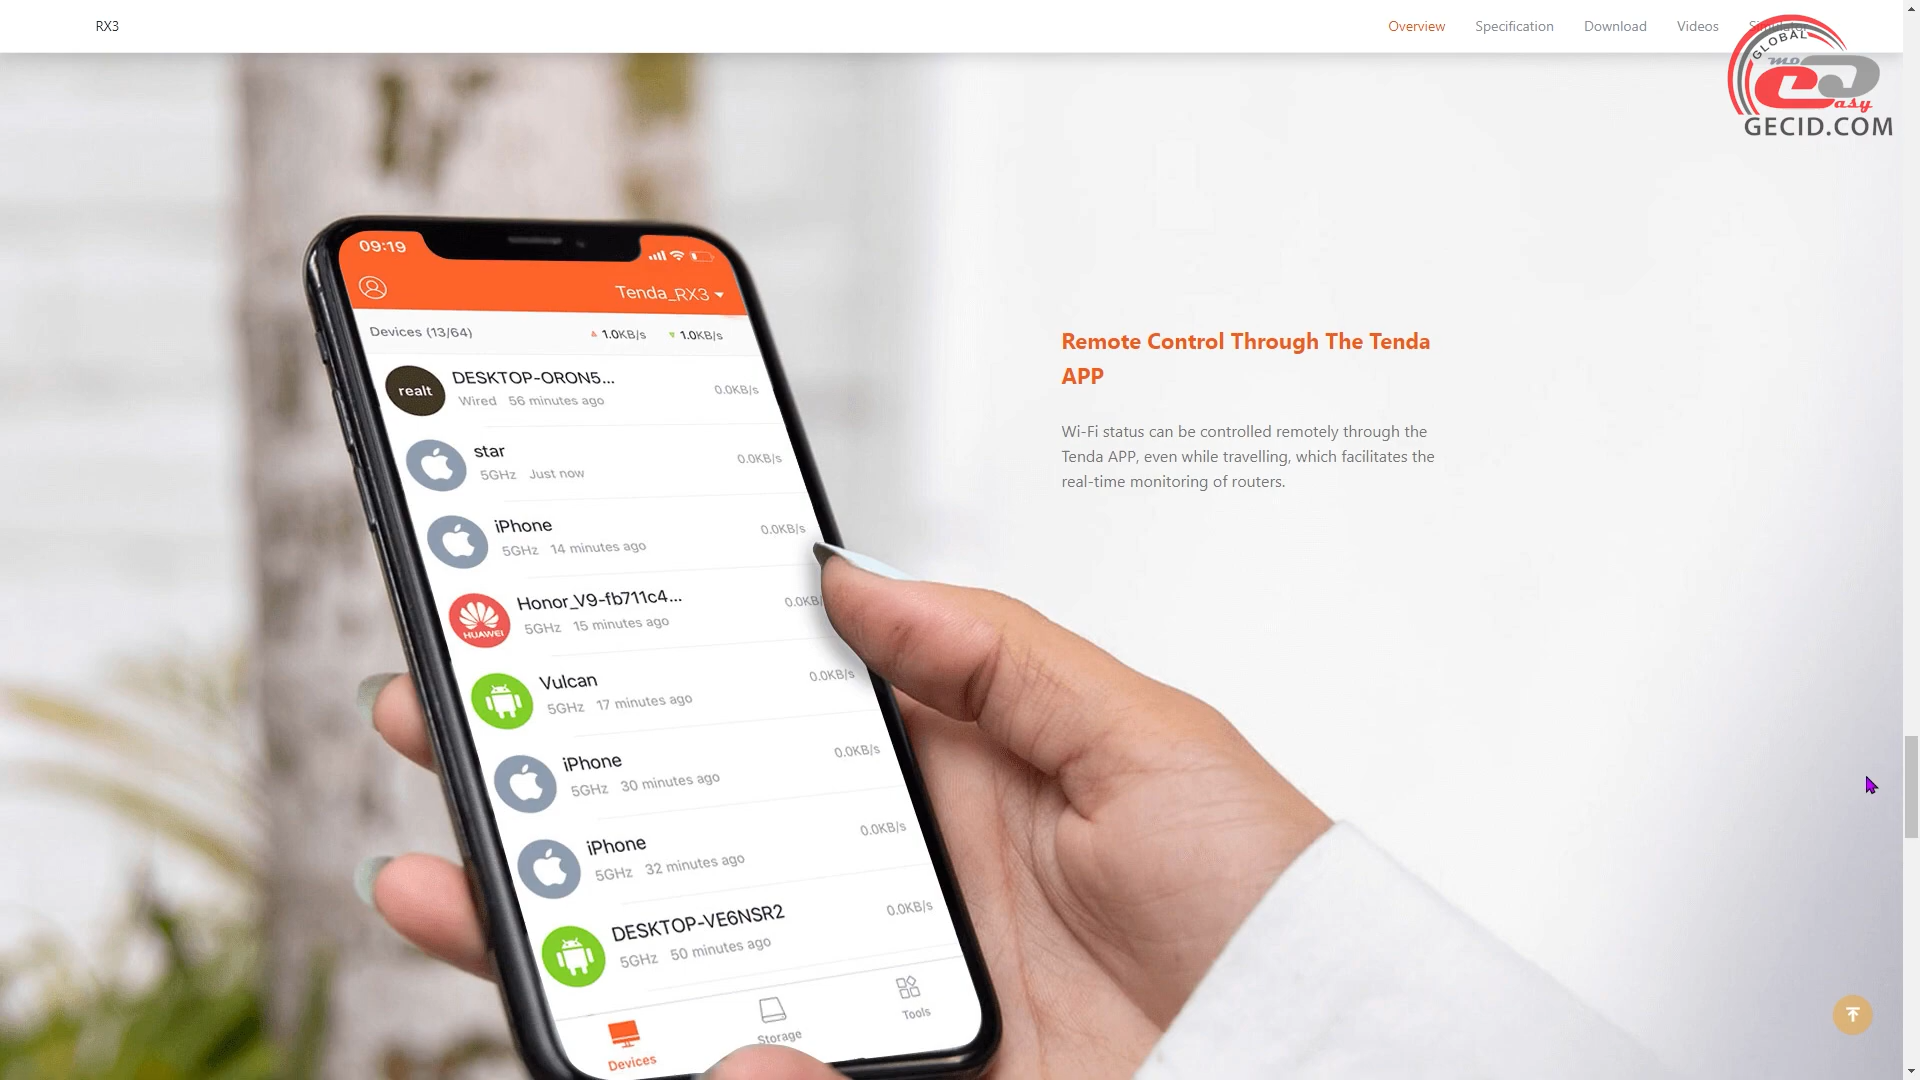 RX3
Overview Specification Download Videos
GLOBAL
easy
GECID.COM
09:19
Tenda_RX3
Devices (13/64) 1.0KB/s 1.0KB/s
realt
DESKTOP-ORON5... 0.0KB/s
Wired 56 minutes ago
star 0.0KB/s
5GHz Just now
iPhone 0.0KB/s
5GHz 14 minutes ago
Honor_V9-fb711c4... 0.0KB/
HUAWEI
5GHz 15 minutes ago
Vulcan 0.0KB/s
5GHz 17 minutes ago
iPhone 0.0KB/s
5GHz 30 minutes ago
iPhone 0.0KB/s
5GHz 32 minutes ago
DESKTOP-VE6NSR2 0.0KB/s
5GHz 50 minutes ago
Devices Storage Tools
Remote Control Through The Tenda
APP
Wi-Fi status can be controlled remotely through the
Tenda APP, even while travelling, which facilitates the
real-time monitoring of routers.